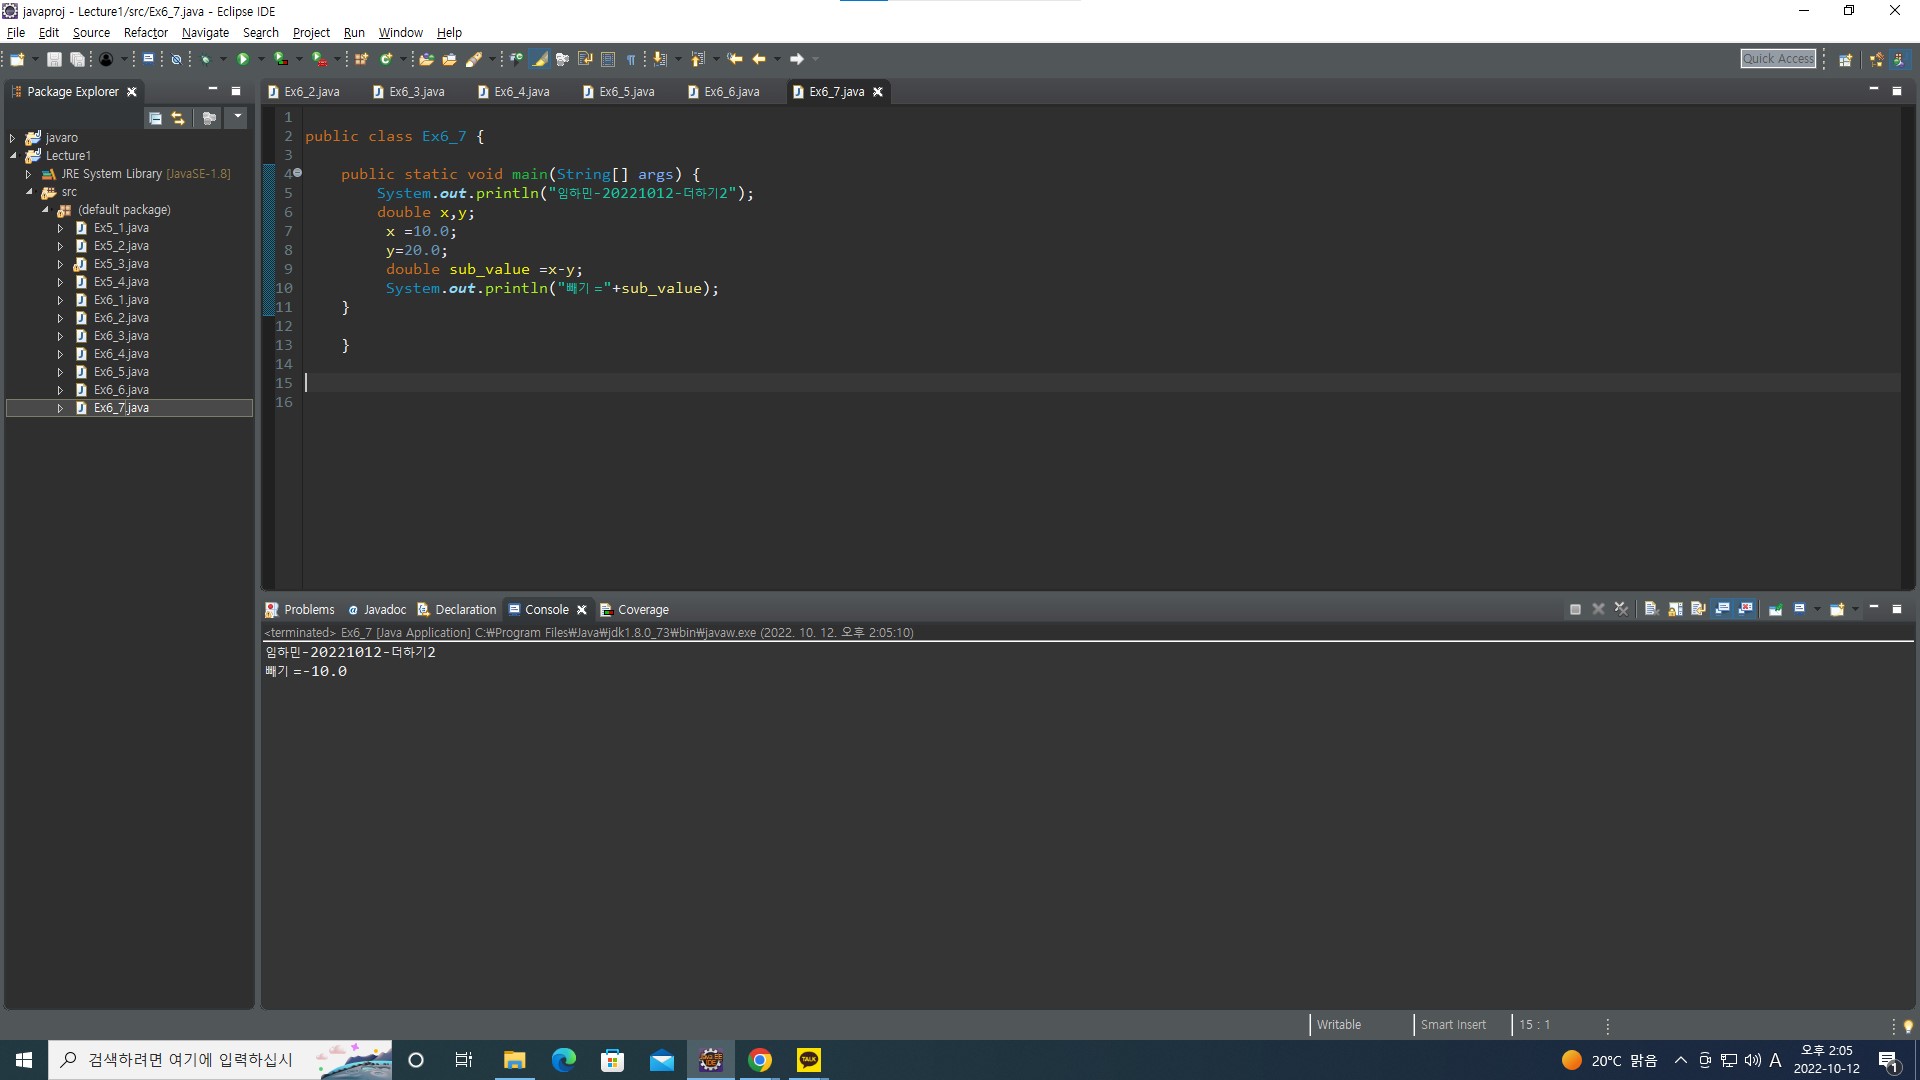 javaproj - Lecture1/src/Ex6_7.java - Eclipse IDE
File Edit Source Refactor Navigate Search Project Run Window Help
Quick Access
Package Explorer
Ex6_2.java Ex6_3.java Ex6_4.java Ex6_5.java Ex6_6.java Ex6_7.java
javaro
Lecture1
JRE System Library [JavaSE-1.8]
src
(default package)
Ex5_1.java
Ex5_2.java
Ex5_3.java
Ex5_4.java
Ex6_1.java
Ex6_2.java
Ex6_3.java
Ex6_4.java
Ex6_5.java
Ex6_6.java
Ex6_7.java
1
2 public class Ex6_7 {
3
4 public static void main(String[] args) {
5 System.out.println("임하민-20221012-더하기2");
6 double x,y;
7 x =10.0;
8 y=20.0;
9 double sub_value =x-y;
10 System.out.println("빼기 ="+sub_value);
11 }
12
13 }
14
15
16
Problems Javadoc Declaration Console Coverage
<terminated> Ex6_7 [Java Application] C:₩Program Files₩Java₩jdk1.8.0_73₩bin₩javaw.exe (2022. 10. 12. 오후 2:05:10)
임하민-20221012-더하기2
빼기 =-10.0
Writable Smart Insert 15 : 1
검색하려면 여기에 입력하십시
JAVA EE IDE
TALK
20°C 맑음
A
오후 2:05
2022-10-12
1